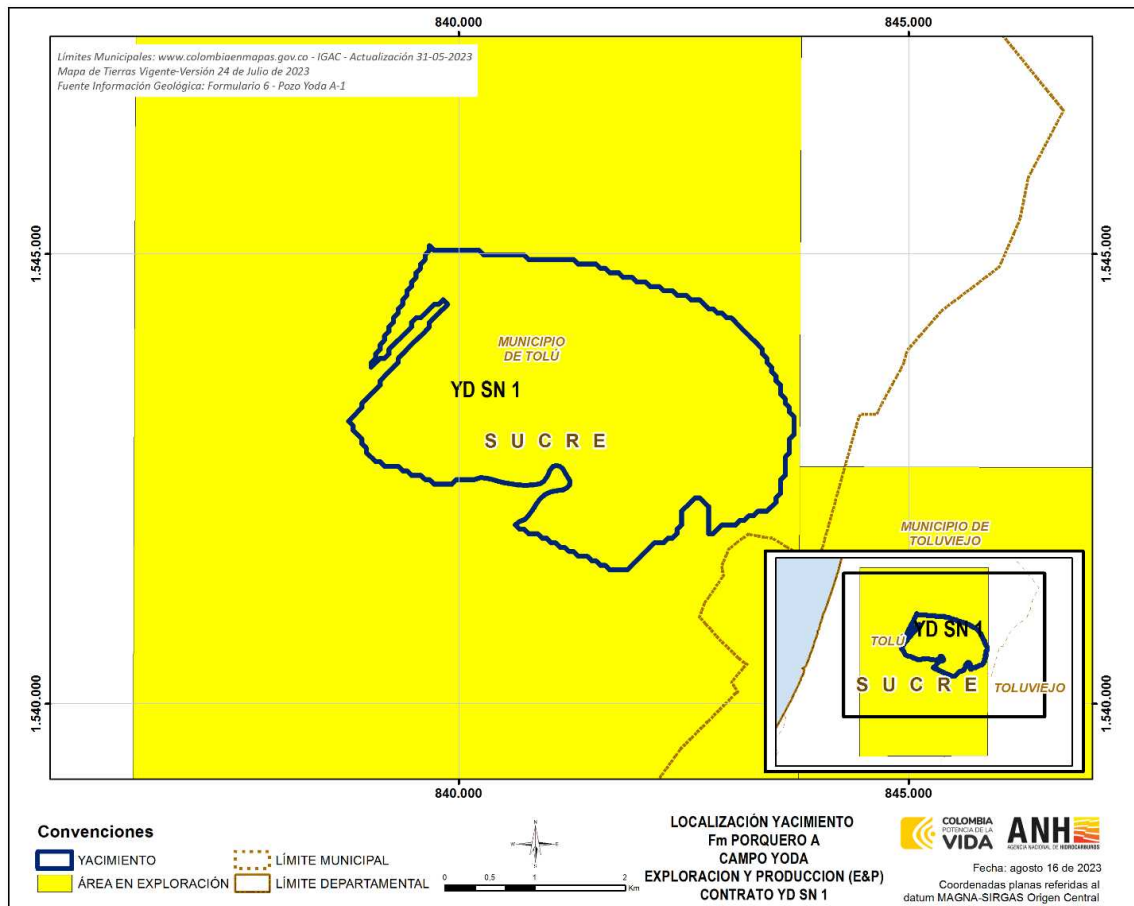 840.000
845.000
Límites Municipales: www.colombiaenmapas.gov.co - IGAC - Actualización 31-05-2023
Mapa de Tierras Vigente-Versión 24 de Julio de 2023
Fuente Información Geológica: Formulario 6 - Pozo Yoda A-1
1.545.000
1.545.000
MUNICIPIO
DE TOLÚ
YD SN 1
S U C R E
MUNICIPIO DE
TOLUVIEJO
YD SN 1
TOLÚ
S U C R E
TOLUVIEJO
1.540.000
1.540.000
840.000
845.000
Convenciones
YACIMIENTO
LÍMITE MUNICIPAL
ÁREA EN EXPLORACIÓN
LÍMITE DEPARTAMENTAL
N
W
E
S
0 0,5 1 2
Km
LOCALIZACIÓN YACIMIENTO
Fm PORQUERO A
CAMPO YODA
EXPLORACION Y PRODUCCION (E&P)
CONTRATO YD SN 1
COLOMBIA
POTENCIA DE LA
VIDA
ANH
AGENCIA NACIONAL DE HIDROCARBUROS
Fecha: agosto 16 de 2023
Coordenadas planas referidas al
datum MAGNA-SIRGAS Origen Central